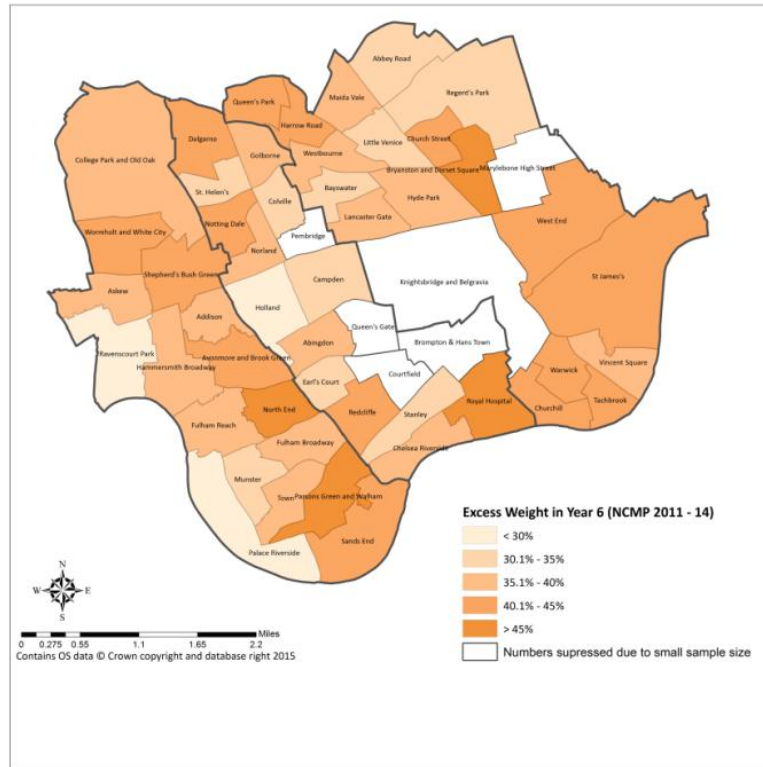 Abbey Road
Regent's Park
Queen's Park
Maida Vale
Harrow Road
Dalgarno
Little Venice
Church Street
College Park and Old Oak
Golborne
Westbourne
Marylebone High Street
Bryanston and Dorset Square
St. Helen's
Bayswater
Colville
Hyde Park
Lancaster Gate
Notting Dale
West End
Wormholt and White City
Pembridge
Norland
Shepherd's Bush Green
St James's
Campden
Knightsbridge and Belgravia
Askew
Holland
Addison
Queen's Gate
Ravenscourt Park
Abingdon
Brompton & Hans Town
Avonmore and Brook Green
Vincent Square
Hammersmith Broadway
Warwick
Courtfield
Earl's Court
Tachbrook
Royal Hospital
North End
Redcliffe
Churchill
Stanley
Fulham Reach
Fulham Broadway
Chelsea Riverside
Munster
Town
Parsons Green and Walham
Sands End
Palace Riverside
Excess Weight in Year 6 (NCMP 2011 - 14)
< 30%
30.1% - 35%
35.1% - 40%
40.1% - 45%
> 45%
Numbers supressed due to small sample size
N
W E
S
Miles
0 0.275 0.55 1.1 1.65 2.2
Contains OS data © Crown copyright and database right 2015